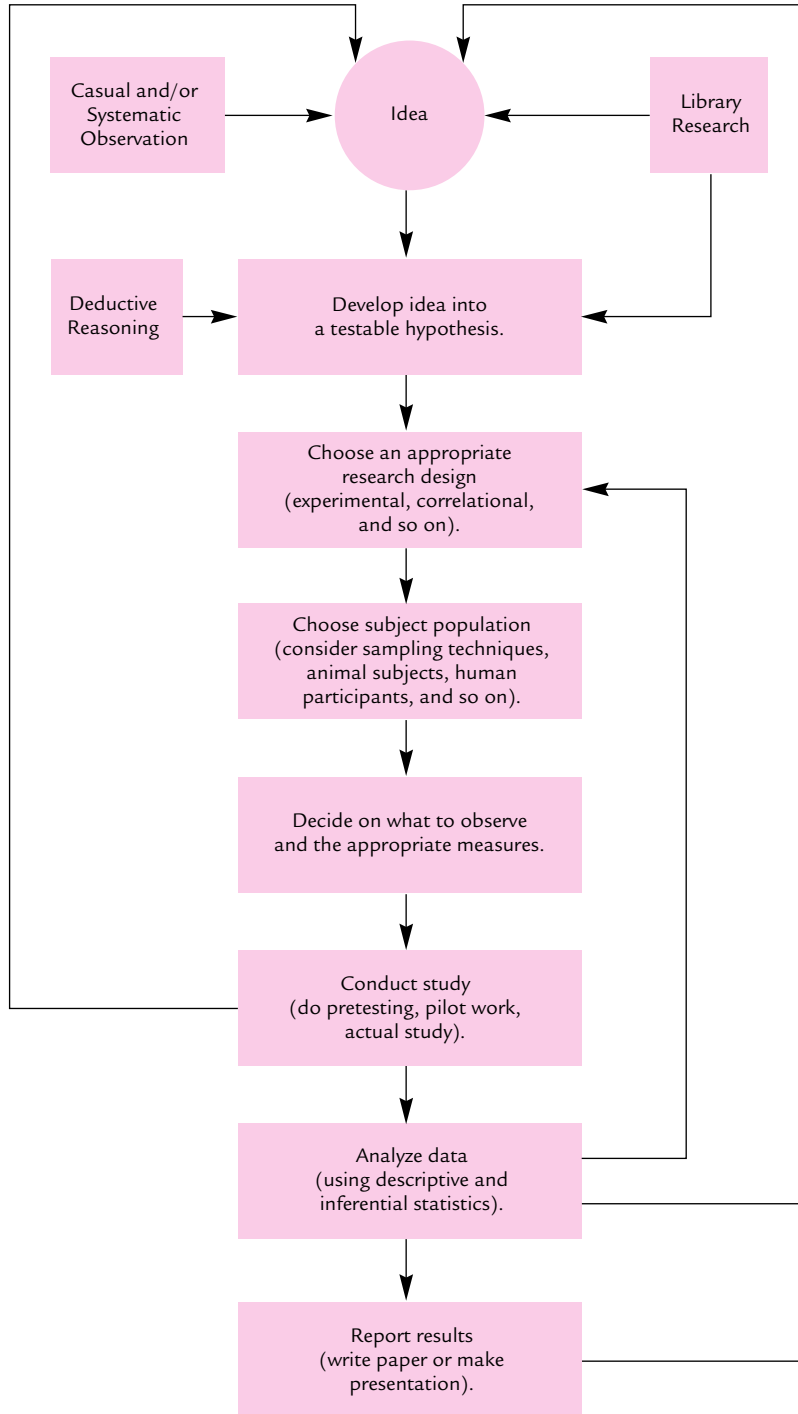 Casual and/or
Systematic
Observation
Idea
Library
Research
Deductive
Reasoning
Develop idea into
a testable hypothesis.
Choose an appropriate
research design
(experimental, correlational,
and so on).
Choose subject population
(consider sampling techniques,
animal subjects, human
participants, and so on).
Decide on what to observe
and the appropriate measures.
Conduct study
(do pretesting, pilot work,
actual study).
Analyze data
(using descriptive and
inferential statistics).
Report results
(write paper or make
presentation).